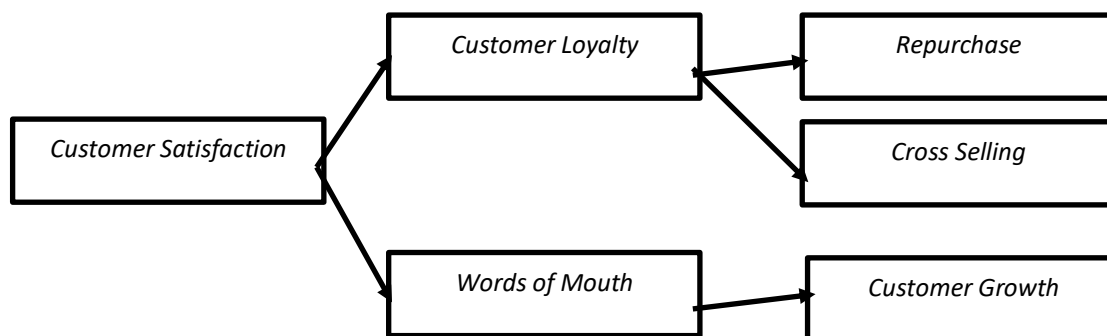 Customer Loyalty
Repurchase
Customer Satisfaction
Cross Selling
Words of Mouth
Customer Growth